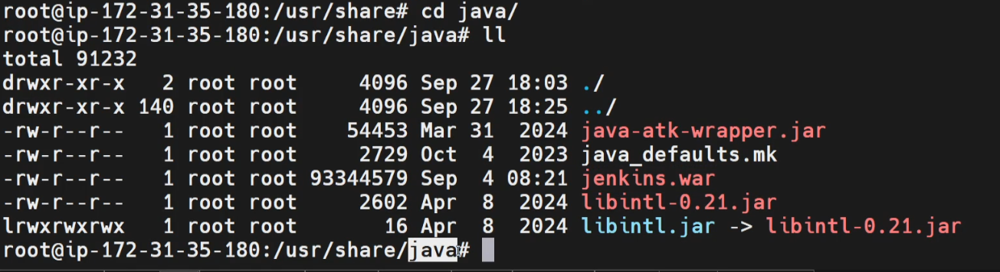 root@ip-172-31-35-180:/usr/share# cd java/
root@ip-172-31-35-180:/usr/share/java# ll
total 91232
drwxr-xr-x   2 root root     4096 Sep 27 18:03 ./
drwxr-xr-x 140 root root     4096 Sep 27 18:25 ../
-rw-r--r--   1 root root    54453 Mar 31  2024 java-atk-wrapper.jar
-rw-r--r--   1 root root     2729 Oct  4  2023 java_defaults.mk
-rw-r--r--   1 root root 93344579 Sep  4 08:21 jenkins.war
-rw-r--r--   1 root root     2602 Apr  8  2024 libintl-0.21.jar
lrwxrwxrwx   1 root root       16 Apr  8  2024 libintl.jar -> libintl-0.21.jar
root@ip-172-31-35-180:/usr/share/java#